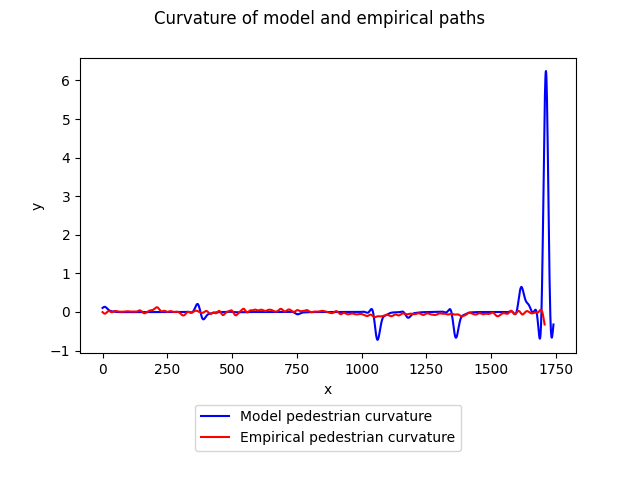 Curvature of model and empirical paths
6
5
4
3
2
1
0
−1
y
0 250 500 750 1000 1250 1500 1750
x
Model pedestrian curvature
Empirical pedestrian curvature